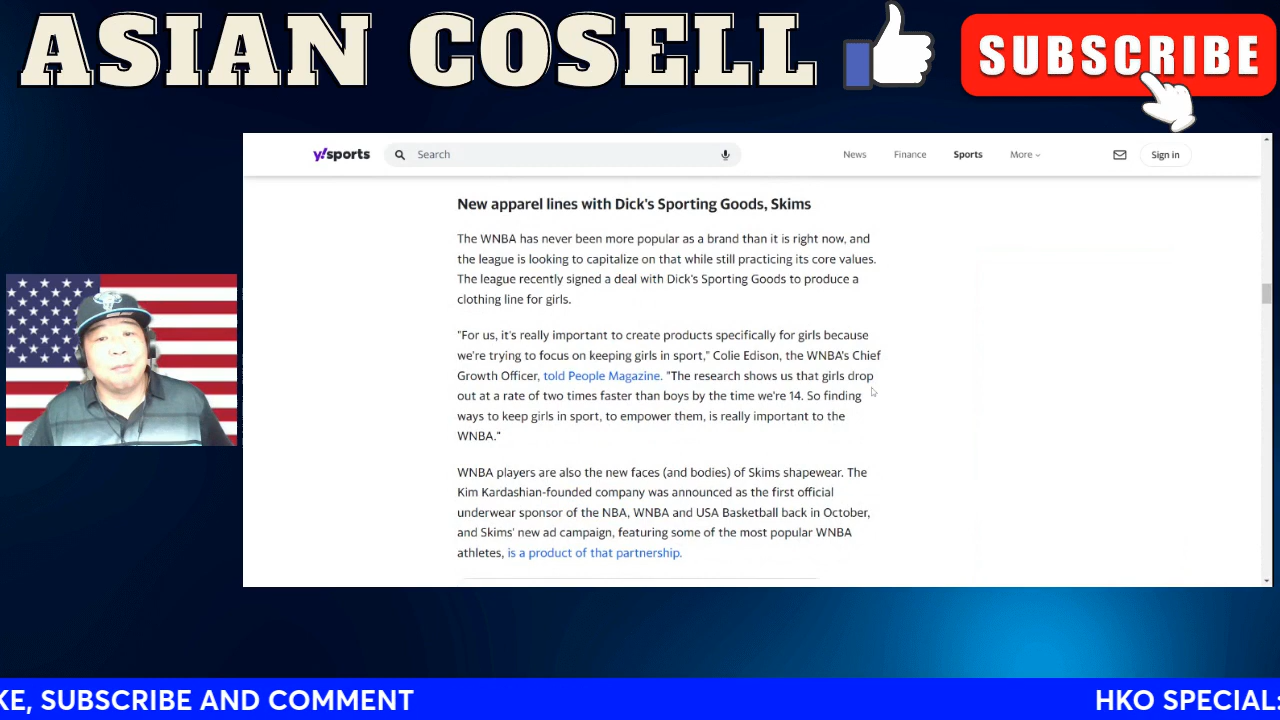 ASIAN COSELL
SUBSCRIBE
y!sports
Search
News
Finance
Sports
More
Sign in
New apparel lines with Dick's Sporting Goods, Skims
The WNBA has never been more popular as a brand than it is right now, and
the league is looking to capitalize on that while still practicing its core values.
The league recently signed a deal with Dick's Sporting Goods to produce a
clothing line for girls.
"For us, it's really important to create products specifically for girls because
we're trying to focus on keeping girls in sport," Colie Edison, the WNBA's Chief
Growth Officer, told People Magazine. "The research shows us that girls drop
out at a rate of two times faster than boys by the time we're 14. So finding
ways to keep girls in sport, to empower them, is really important to the
WNBA."
WNBA players are also the new faces (and bodies) of Skims shapewear. The
Kim Kardashian-founded company was announced as the first official
underwear sponsor of the NBA, WNBA and USA Basketball back in October,
and Skims' new ad campaign, featuring some of the most popular WNBA
athletes, is a product of that partnership.
KE, SUBSCRIBE AND COMMENT
HKO SPECIAL: